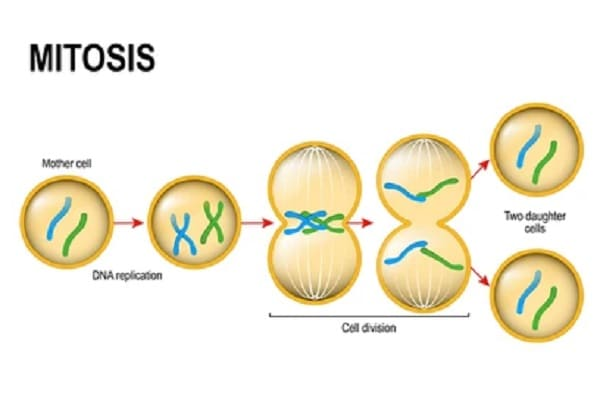 MITOSIS
Mother cell
DNA replication
Cell division
Two daughter
cells